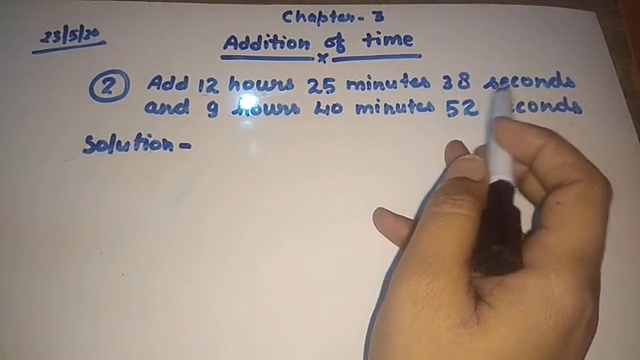 Chapter - 3
23/5/20
Addition of time
2 Add 12 hours 25 minutes 38 seconds
and 9 hours 40 minutes 52 seconds
Solution -